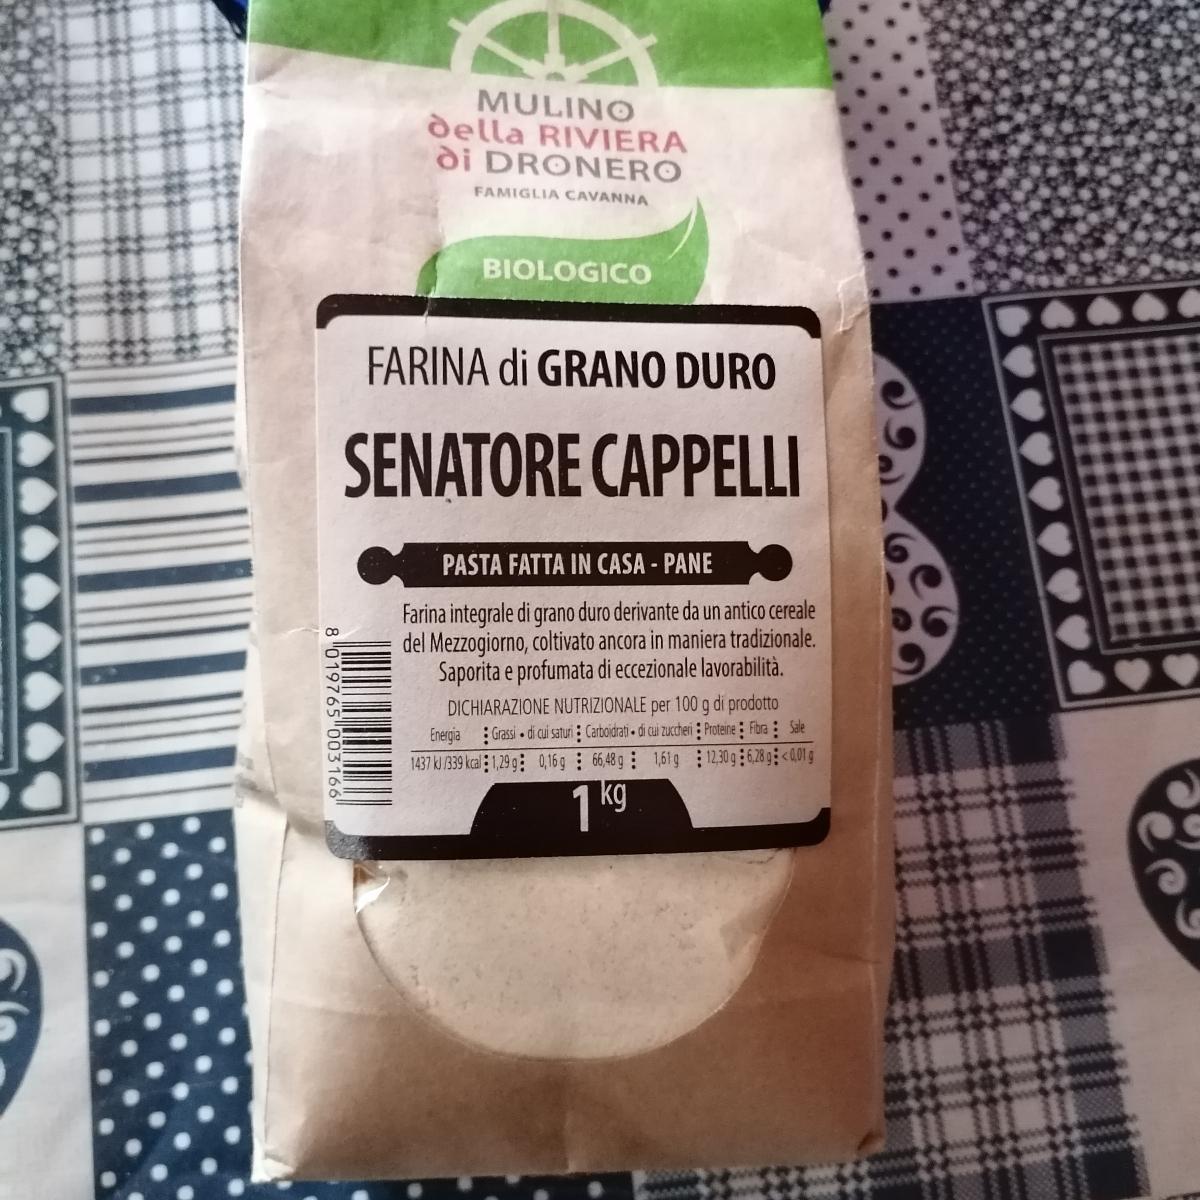 MULINO
della RIVIERA
di DRONERO
FAMIGLIA CAVANNA
BIOLOGICO
FARINA di GRANO DURO
SENATORE CAPPELLI
PASTA FATTA IN CASA - PANE
Farina integrale di grano duro derivante da un antico cereale
del Mezzogiorno, coltivato ancora in maniera tradizionale.
Saporita e profumata di eccezionale lavorabilità.
DICHIARAZIONE NUTRIZIONALE per 100 g di prodotto
Energia Grassi • di cui saturi Carboidrati • di cui zuccheri Proteine Fibra Sale
1437 kJ /339 kcal 1,29 g 0,16 g 66,48 g 1,61 g 12,30 g 6,28 g < 0,01 g
1 kg
8 019765 003166